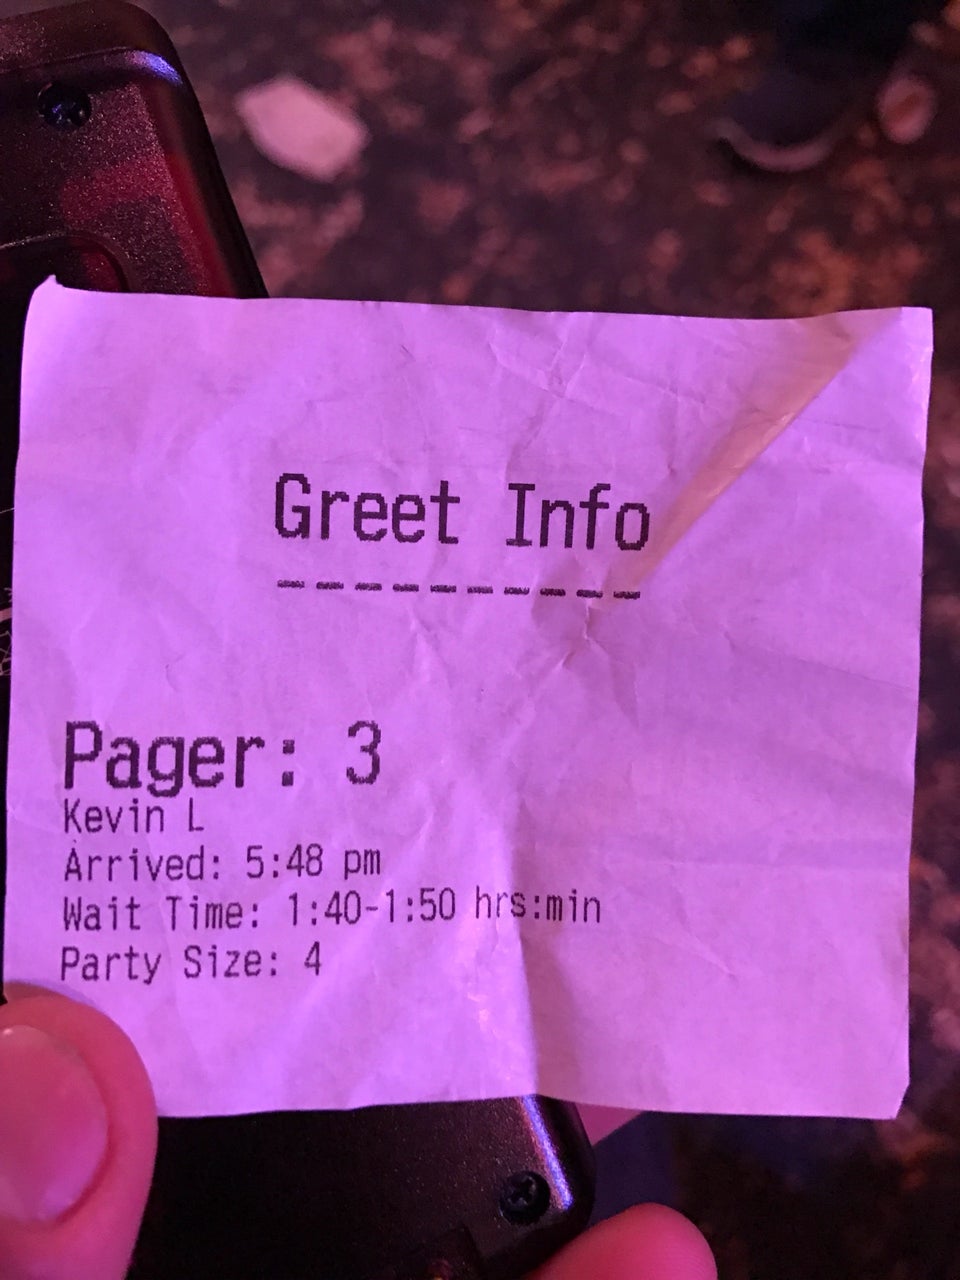 Greet Info
----------
Pager: 3
Kevin L
Arrived: 5:48 pm
Wait Time: 1:40-1:50 hrs:min
Party Size: 4